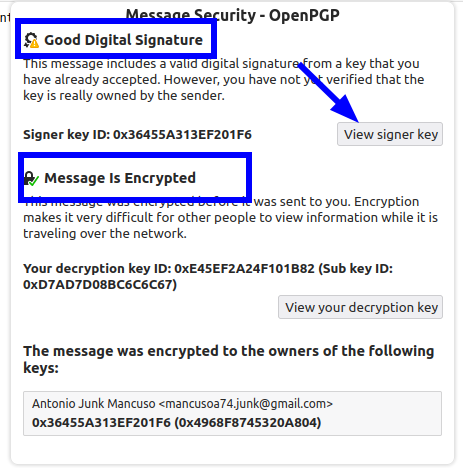 nt
Message Security - OpenPGP
Good Digital Signature
This message includes a valid digital signature from a key that you
have already accepted. However, you have not yet verified that the
key is really owned by the sender.
Signer key ID: 0x36455A313EF201F6
View signer key
Message Is Encrypted
This message was encrypted before it was sent to you. Encryption
makes it very difficult for other people to view information while it is
traveling over the network.
Your decryption key ID: 0xE45EF2A24F101B82 (Sub key ID:
0xD7AD7D08BC6C6C67)
View your decryption key
The message was encrypted to the owners of the following
keys:
Antonio Junk Mancuso <mancusoa74.junk@gmail.com>
0x36455A313EF201F6 (0x4968F8745320A804)